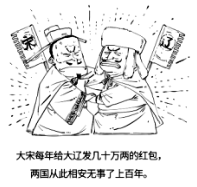 宋
辽
大宋每年给大辽发几十万两的红包，
两国从此相安无事了上百年。